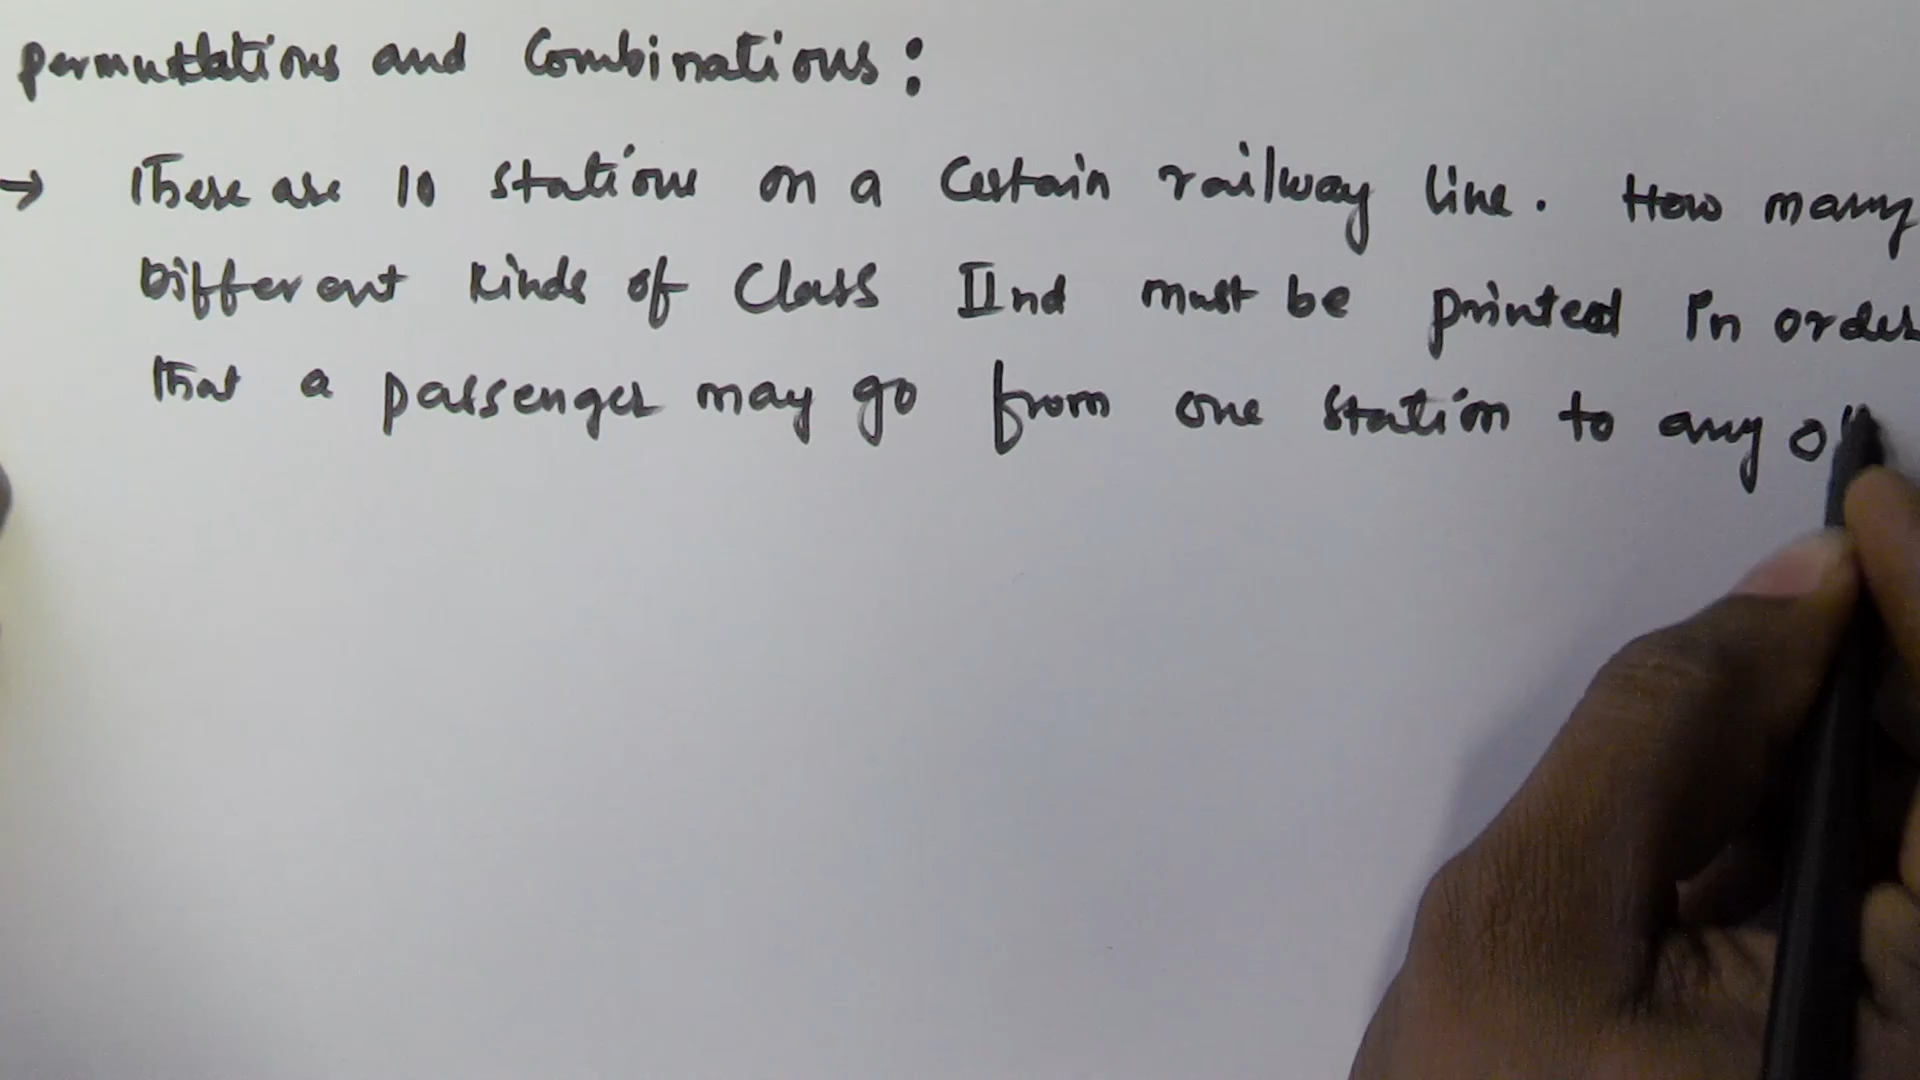 Permutations and Combinations:
→ There are 10 stations on a certain railway line. How many
Different kinds of Class IInd must be printed in order
that a passenger may go from one station to any